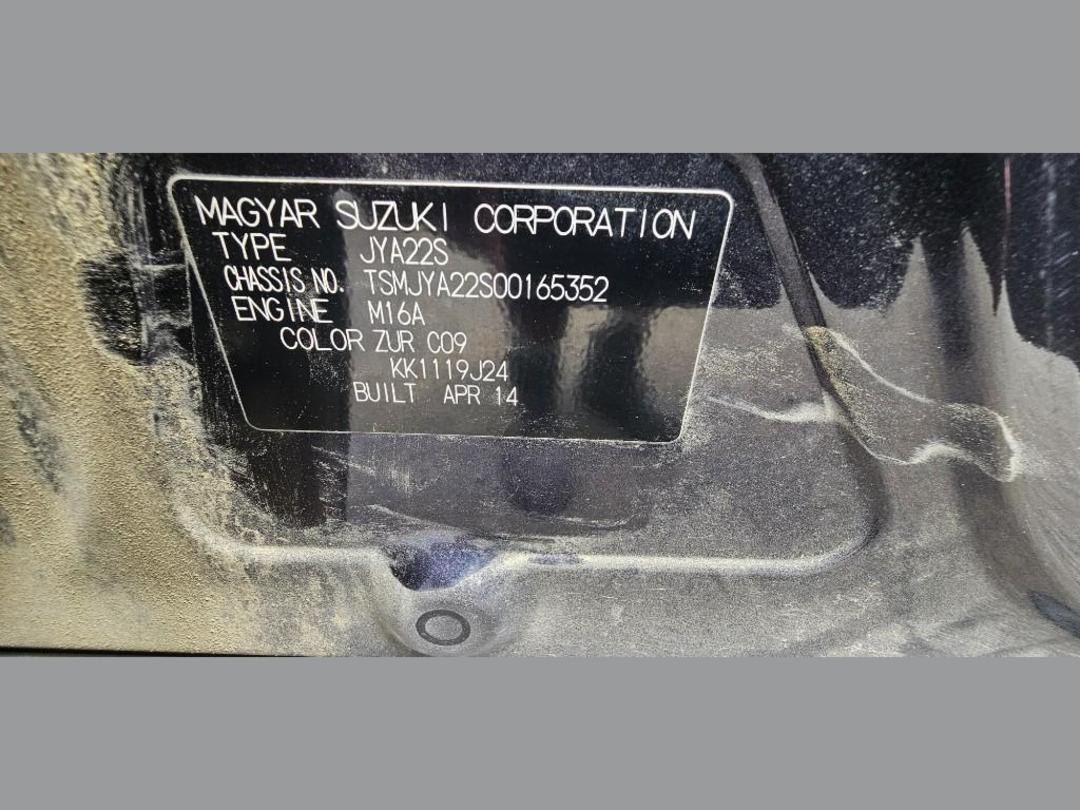 MAGYAR SUZUKI CORPORATION
TYPE JYA22S
CHASSIS NO. TSMJYA22S00165352
ENGINE M16A
COLOR ZUR C09
KK1119J24
BUILT APR 14